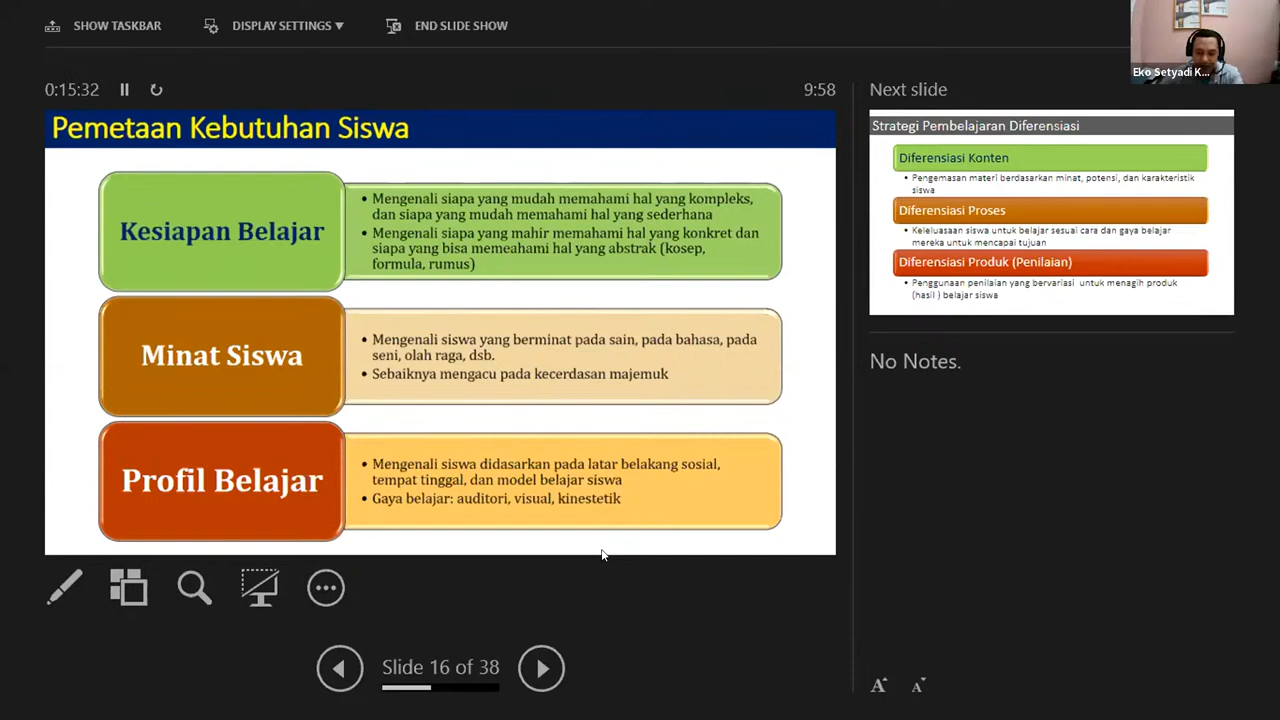 SHOW TASKBAR
DISPLAY SETTINGS ▼
END SLIDE SHOW
Eko Setyadi K...
0:15:32
9:58
Pemetaan Kebutuhan Siswa
Kesiapan Belajar
• Mengenali siapa yang mudah memahami hal yang kompleks,
dan siapa yang mudah memahami hal yang sederhana
• Mengenali siapa yang mahir memahami hal yang konkret dan
siapa yang bisa memeahami hal yang abstrak (kosep,
formula, rumus)
Minat Siswa
• Mengenali siswa yang berminat pada sain, pada bahasa, pada
seni, olah raga, dsb.
• Sebaiknya mengacu pada kecerdasan majemuk
Profil Belajar
• Mengenali siswa didasarkan pada latar belakang sosial,
tempat tinggal, dan model belajar siswa
• Gaya belajar: auditori, visual, kinestetik
Slide 16 of 38
Next slide
Strategi Pembelajaran Diferensiasi
Diferensiasi Konten
• Pengemasan materi berdasarkan minat, potensi, dan karakteristik
siswa
Diferensiasi Proses
• Keleluasaan siswa untuk belajar sesuai cara dan gaya belajar
mereka untuk mencapai tujuan
Diferensiasi Produk (Penilaian)
• Penggunaan penilaian yang bervariasi untuk menagih produk
(hasil ) belajar siswa
No Notes.
A A